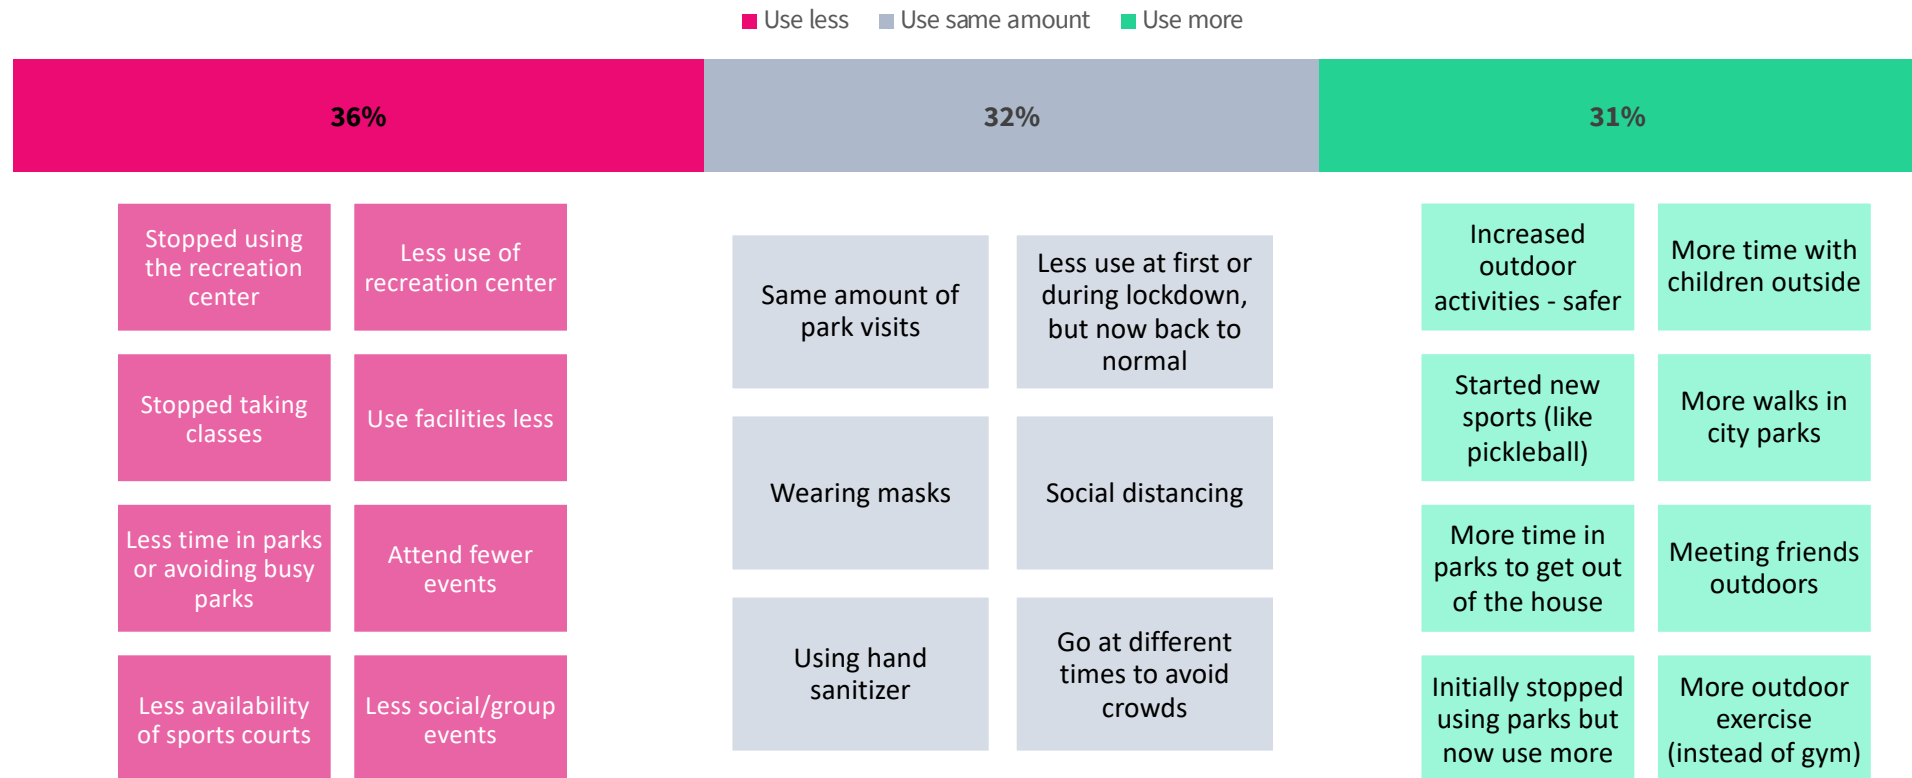 Use less
Use same amount
Use more
36%
32%
31%
Stopped using
the recreation
center
Less use of
recreation center
Stopped taking
classes
Use facilities less
Less time in parks
or avoiding busy
parks
Attend fewer
events
Less availability
of sports courts
Less social/group
events
Same amount of
park visits
Less use at first or
during lockdown,
but now back to
normal
Wearing masks
Social distancing
Using hand
sanitizer
Go at different
times to avoid
crowds
Increased
outdoor
activities - safer
More time with
children outside
Started new
sports (like
pickleball)
More walks in
city parks
More time in
parks to get out
of the house
Meeting friends
outdoors
Initially stopped
using parks but
now use more
More outdoor
exercise
(instead of gym)